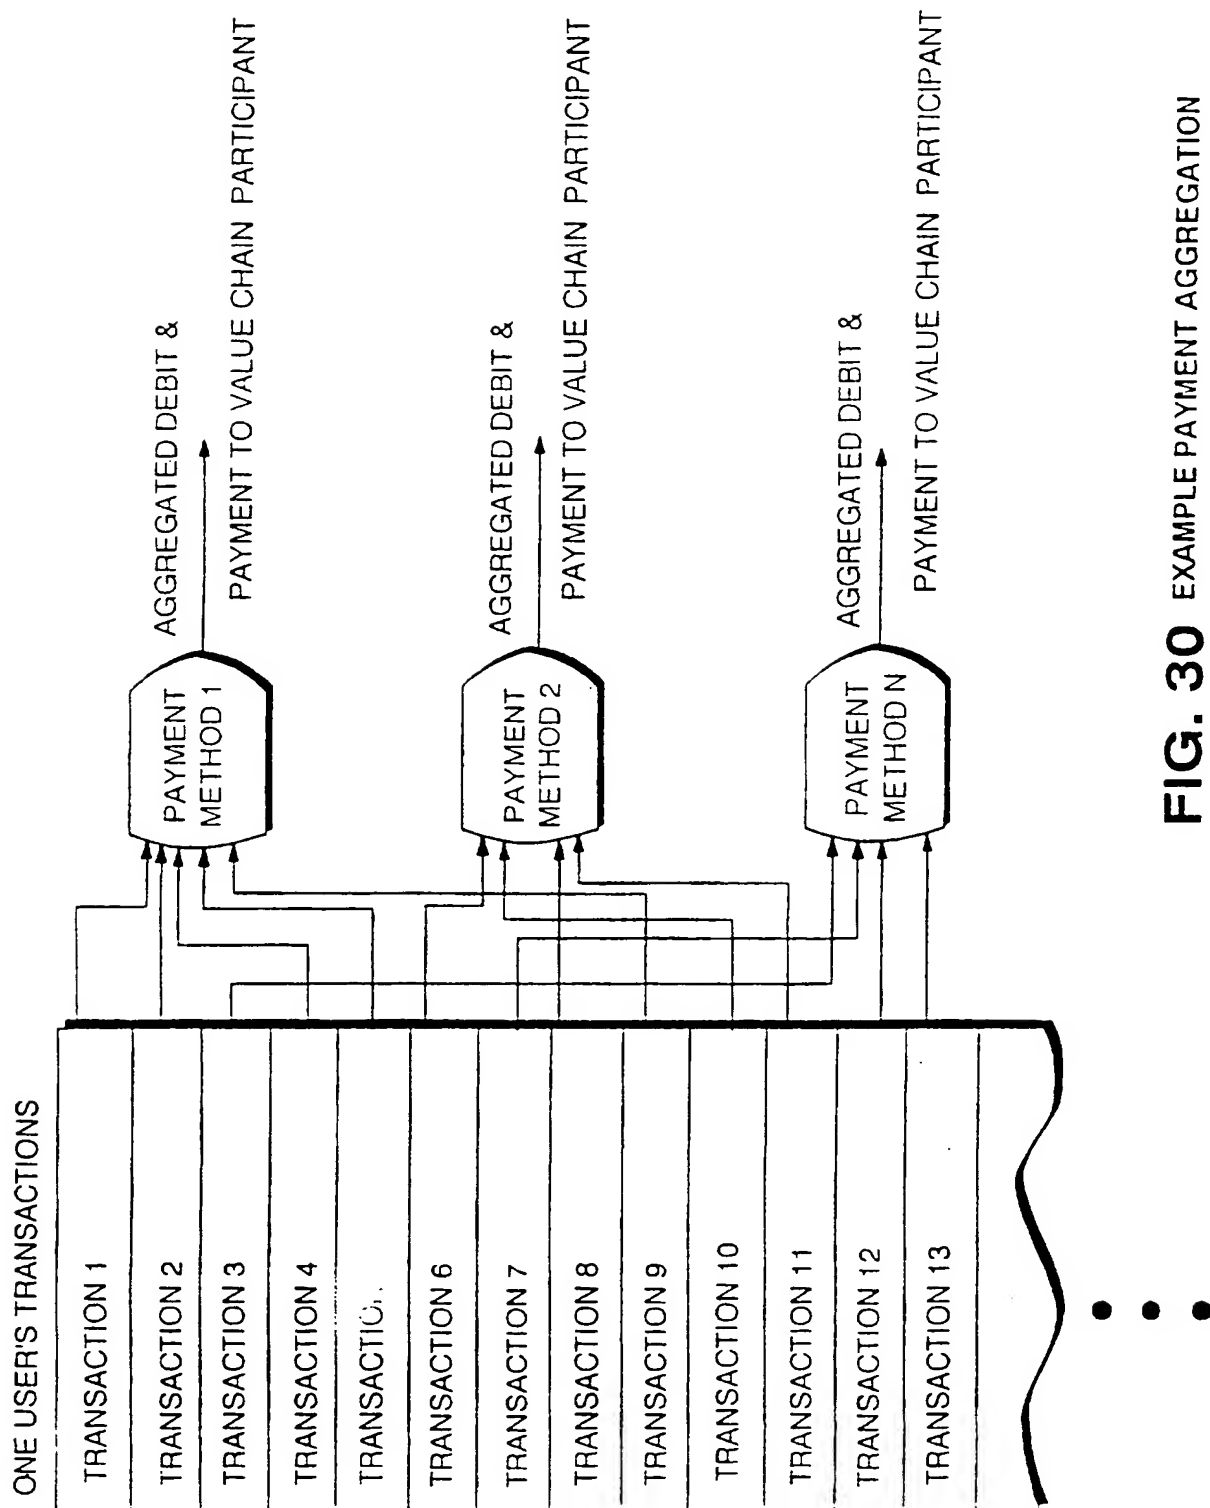 ONE USER'S TRANSACTIONS
TRANSACTION 1
TRANSACTION 2
TRANSACTION 3
TRANSACTION 4
TRANSACTION 6
TRANSACTION 7
TRANSACTION 8
TRANSACTION 9
TRANSACTION 10
TRANSACTION 11
TRANSACTION 12
TRANSACTION 13
PAYMENT
METHOD 1
AGGREGATED DEBIT &
PAYMENT TO VALUE CHAIN PARTICIPANT
PAYMENT
METHOD 2
AGGREGATED DEBIT &
PAYMENT TO VALUE CHAIN PARTICIPANT
PAYMENT
METHOD N
AGGREGATED DEBIT &
PAYMENT TO VALUE CHAIN PARTICIPANT
FIG. 30 EXAMPLE PAYMENT AGGREGATION